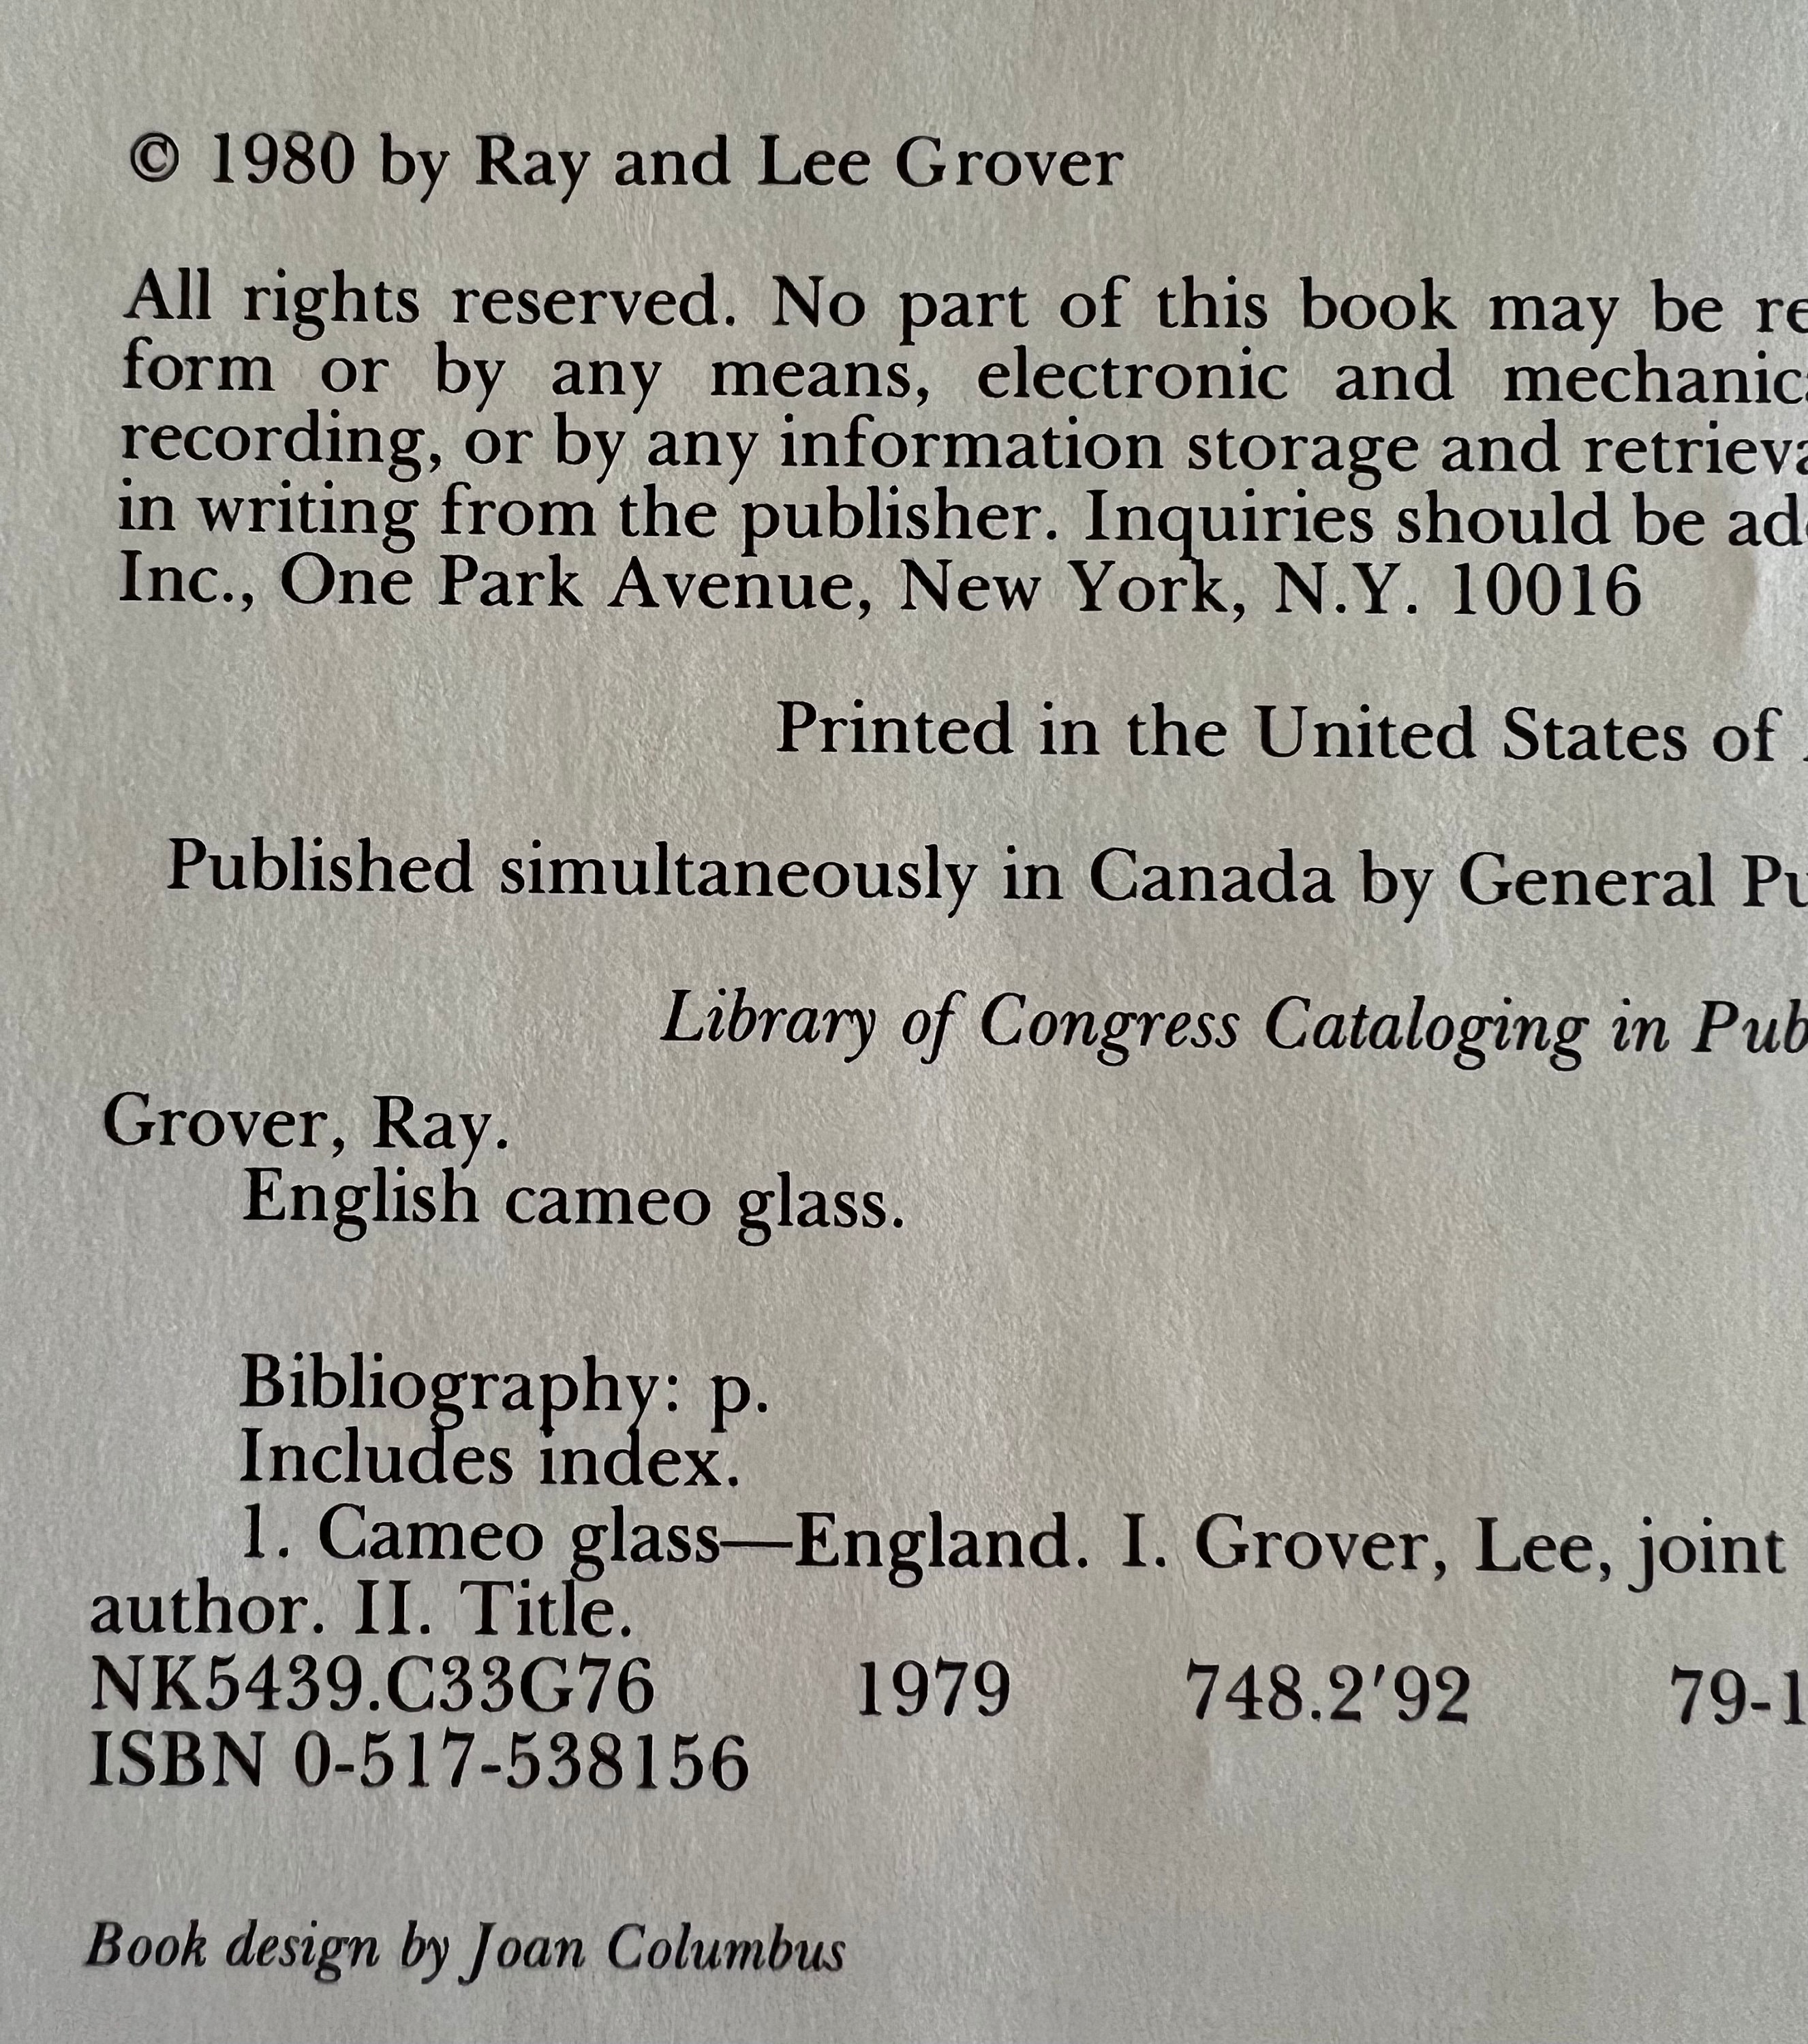 © 1980 by Ray and Lee Grover
All rights reserved. No part of this book may be re
form or by any means, electronic and mechanic
recording, or by any information storage and retrieva
in writing from the publisher. Inquiries should be ad
Inc., One Park Avenue, New York, N.Y. 10016
Printed in the United States of
Published simultaneously in Canada by General Pu
Library of Congress Cataloging in Pub
Grover, Ray.
English cameo glass.
Bibliography: p.
Includes index.
1. Cameo glass—England. I. Grover, Lee, joint
author. II. Title.
NK5439.C33G76 1979 748.2'92 79-1
ISBN 0-517-538156
Book design by Joan Columbus